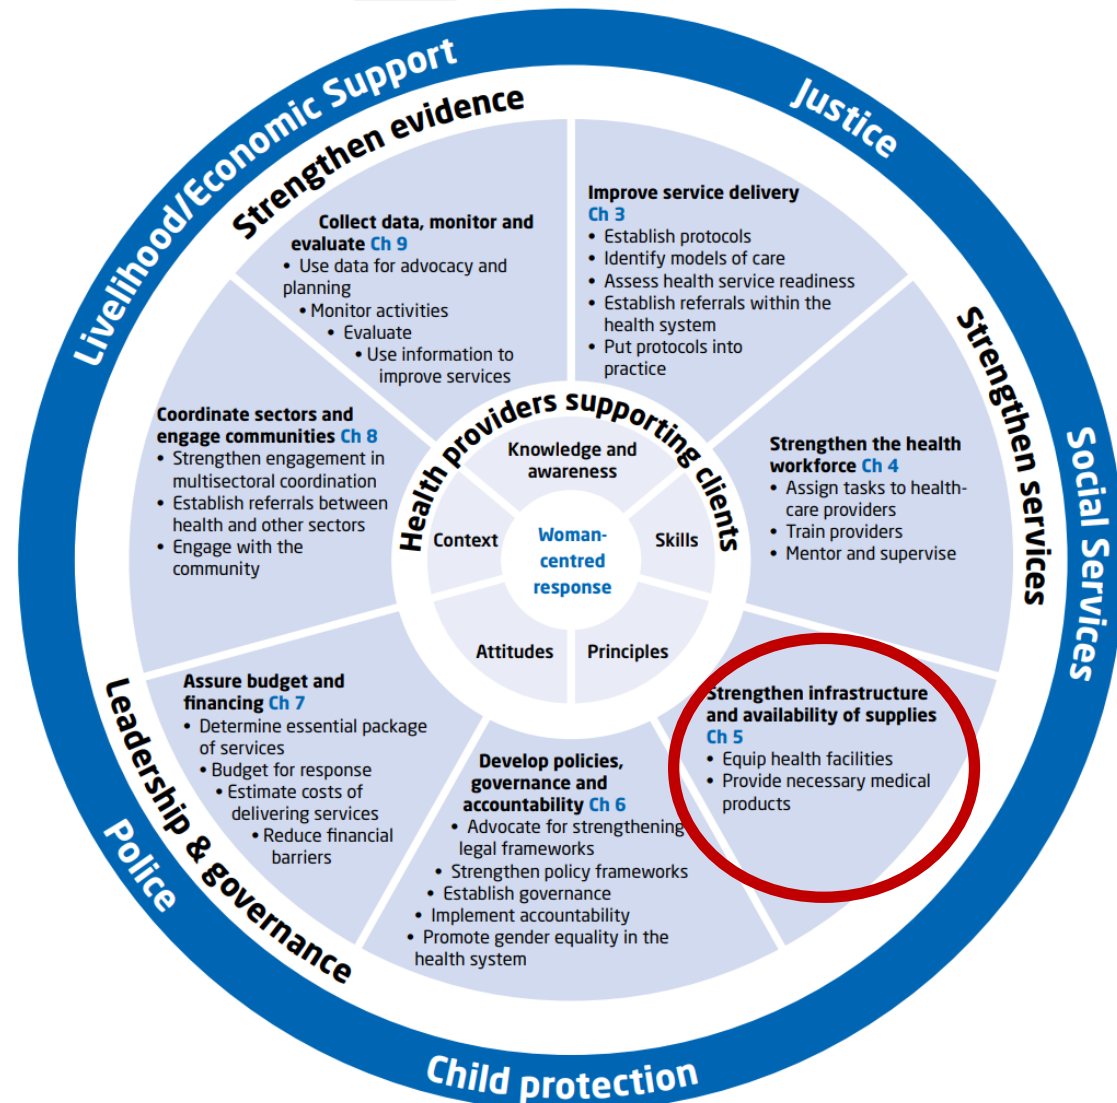 Livelihood/Economic Support
Justice
Social Services
Child protection
Police
Strengthen evidence
Strengthen services
Leadership & governance
Collect data, monitor and
evaluate Ch 9
• Use data for advocacy and
planning
• Monitor activities
• Evaluate
• Use information to
improve services
Improve service delivery
Ch 3
• Establish protocols
• Identify models of care
• Assess health service readiness
• Establish referrals within the
health system
• Put protocols into
practice
Coordinate sectors and
engage communities Ch 8
• Strengthen engagement in
multisectoral coordination
• Establish referrals between
health and other sectors
• Engage with the
community
Strengthen the health
workforce Ch 4
• Assign tasks to health-
care providers
• Train providers
• Mentor and supervise
Health providers supporting clients
Knowledge and
awareness
Context
Skills
Woman-
centred
response
Attitudes
Principles
Assure budget and
financing Ch 7
• Determine essential package
of services
• Budget for response
• Estimate costs of
delivering services
• Reduce financial
barriers
Develop policies,
governance and
accountability Ch 6
• Advocate for strengthening
legal frameworks
• Strengthen policy frameworks
• Establish governance
• Implement accountability
• Promote gender equality in the
health system
Strengthen infrastructure
and availability of supplies
Ch 5
• Equip health facilities
• Provide necessary medical
products